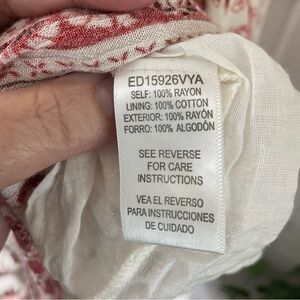 ED15926VYA
SELF: 100% RAYON
LINING: 100% COTTON
EXTERIOR: 100% RAYÓN
FORRO: 100% ALGODÓN
SEE REVERSE
FOR CARE
INSTRUCTIONS
VEA EL REVERSO
PARA INSTRUCCIONES
DE CUIDADO